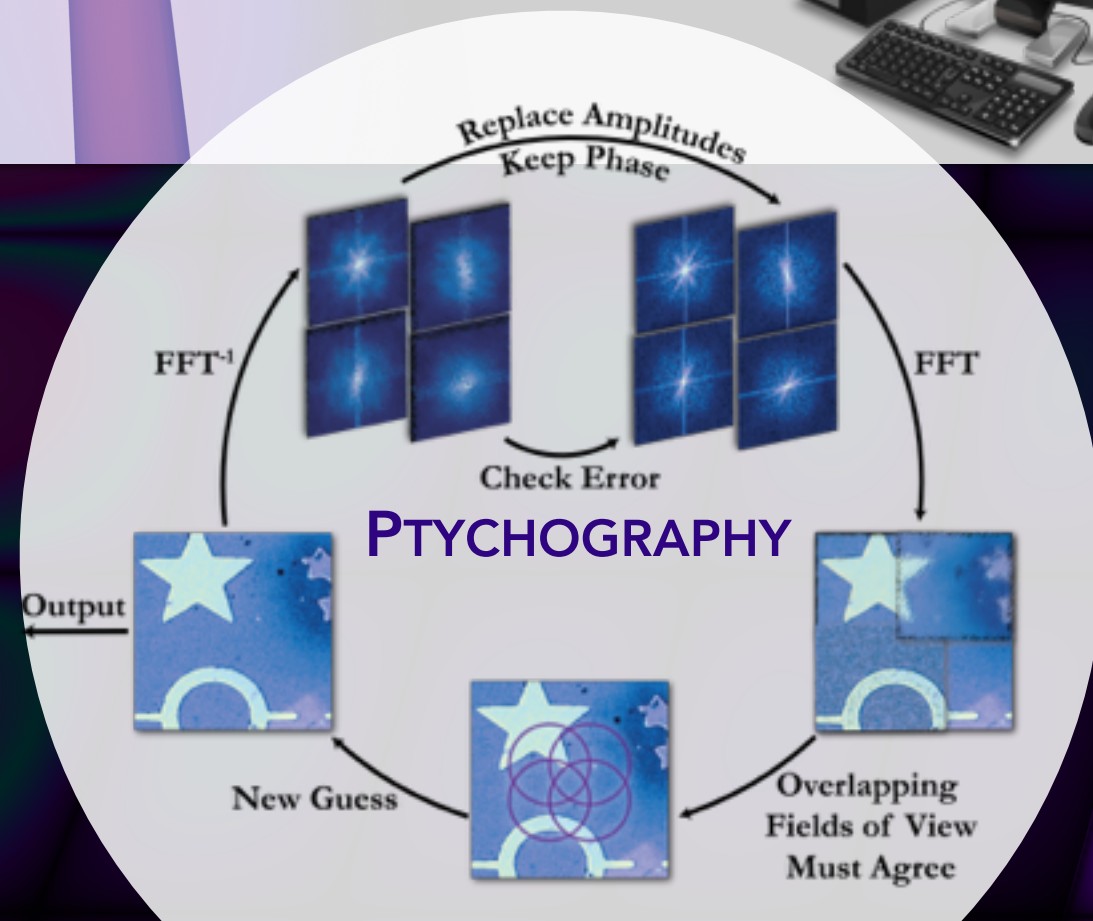 Replace Amplitudes
Keep Phase
FFT-1
FFT
Check Error
PTYCHOGRAPHY
Output
New Guess
Overlapping
Fields of View
Must Agree